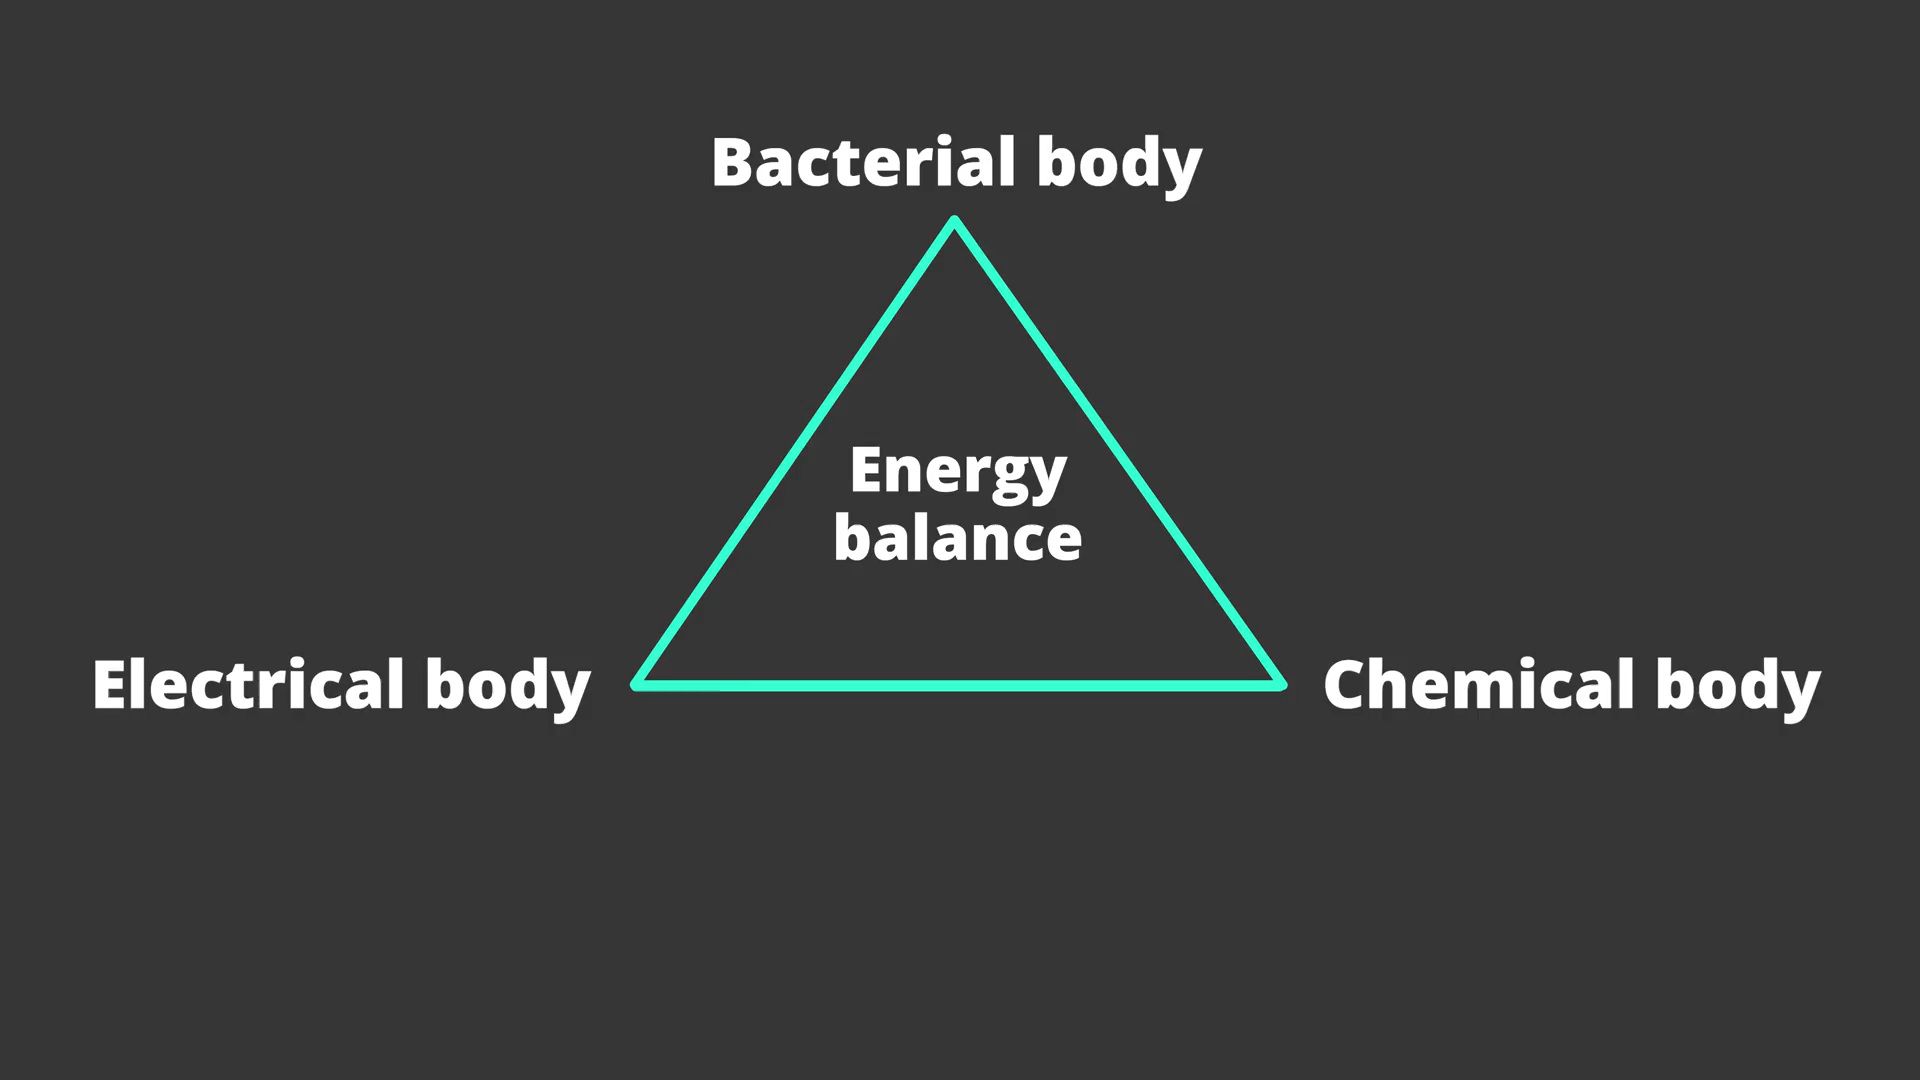 Bacterial body
Energy
balance
Electrical body
Chemical body